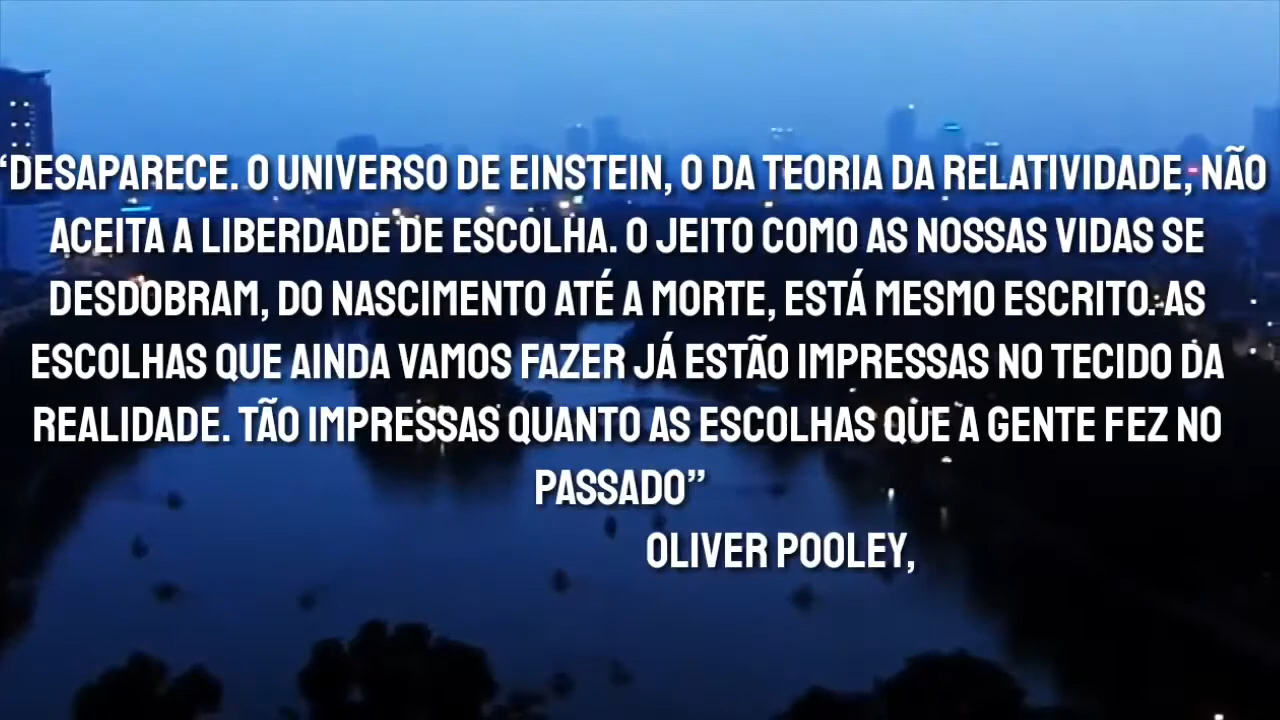 “DESAPARECE. O UNIVERSO DE EINSTEIN, O DA TEORIA DA RELATIVIDADE, NÃO
ACEITA A LIBERDADE DE ESCOLHA. O JEITO COMO AS NOSSAS VIDAS SE
DESDOBRAM, DO NASCIMENTO ATÉ A MORTE, ESTÁ MESMO ESCRITO. AS
ESCOLHAS QUE AINDA VAMOS FAZER JÁ ESTÃO IMPRESSAS NO TECIDO DA
REALIDADE. TÃO IMPRESSAS QUANTO AS ESCOLHAS QUE A GENTE FEZ NO
PASSADO”
OLIVER POOLEY,